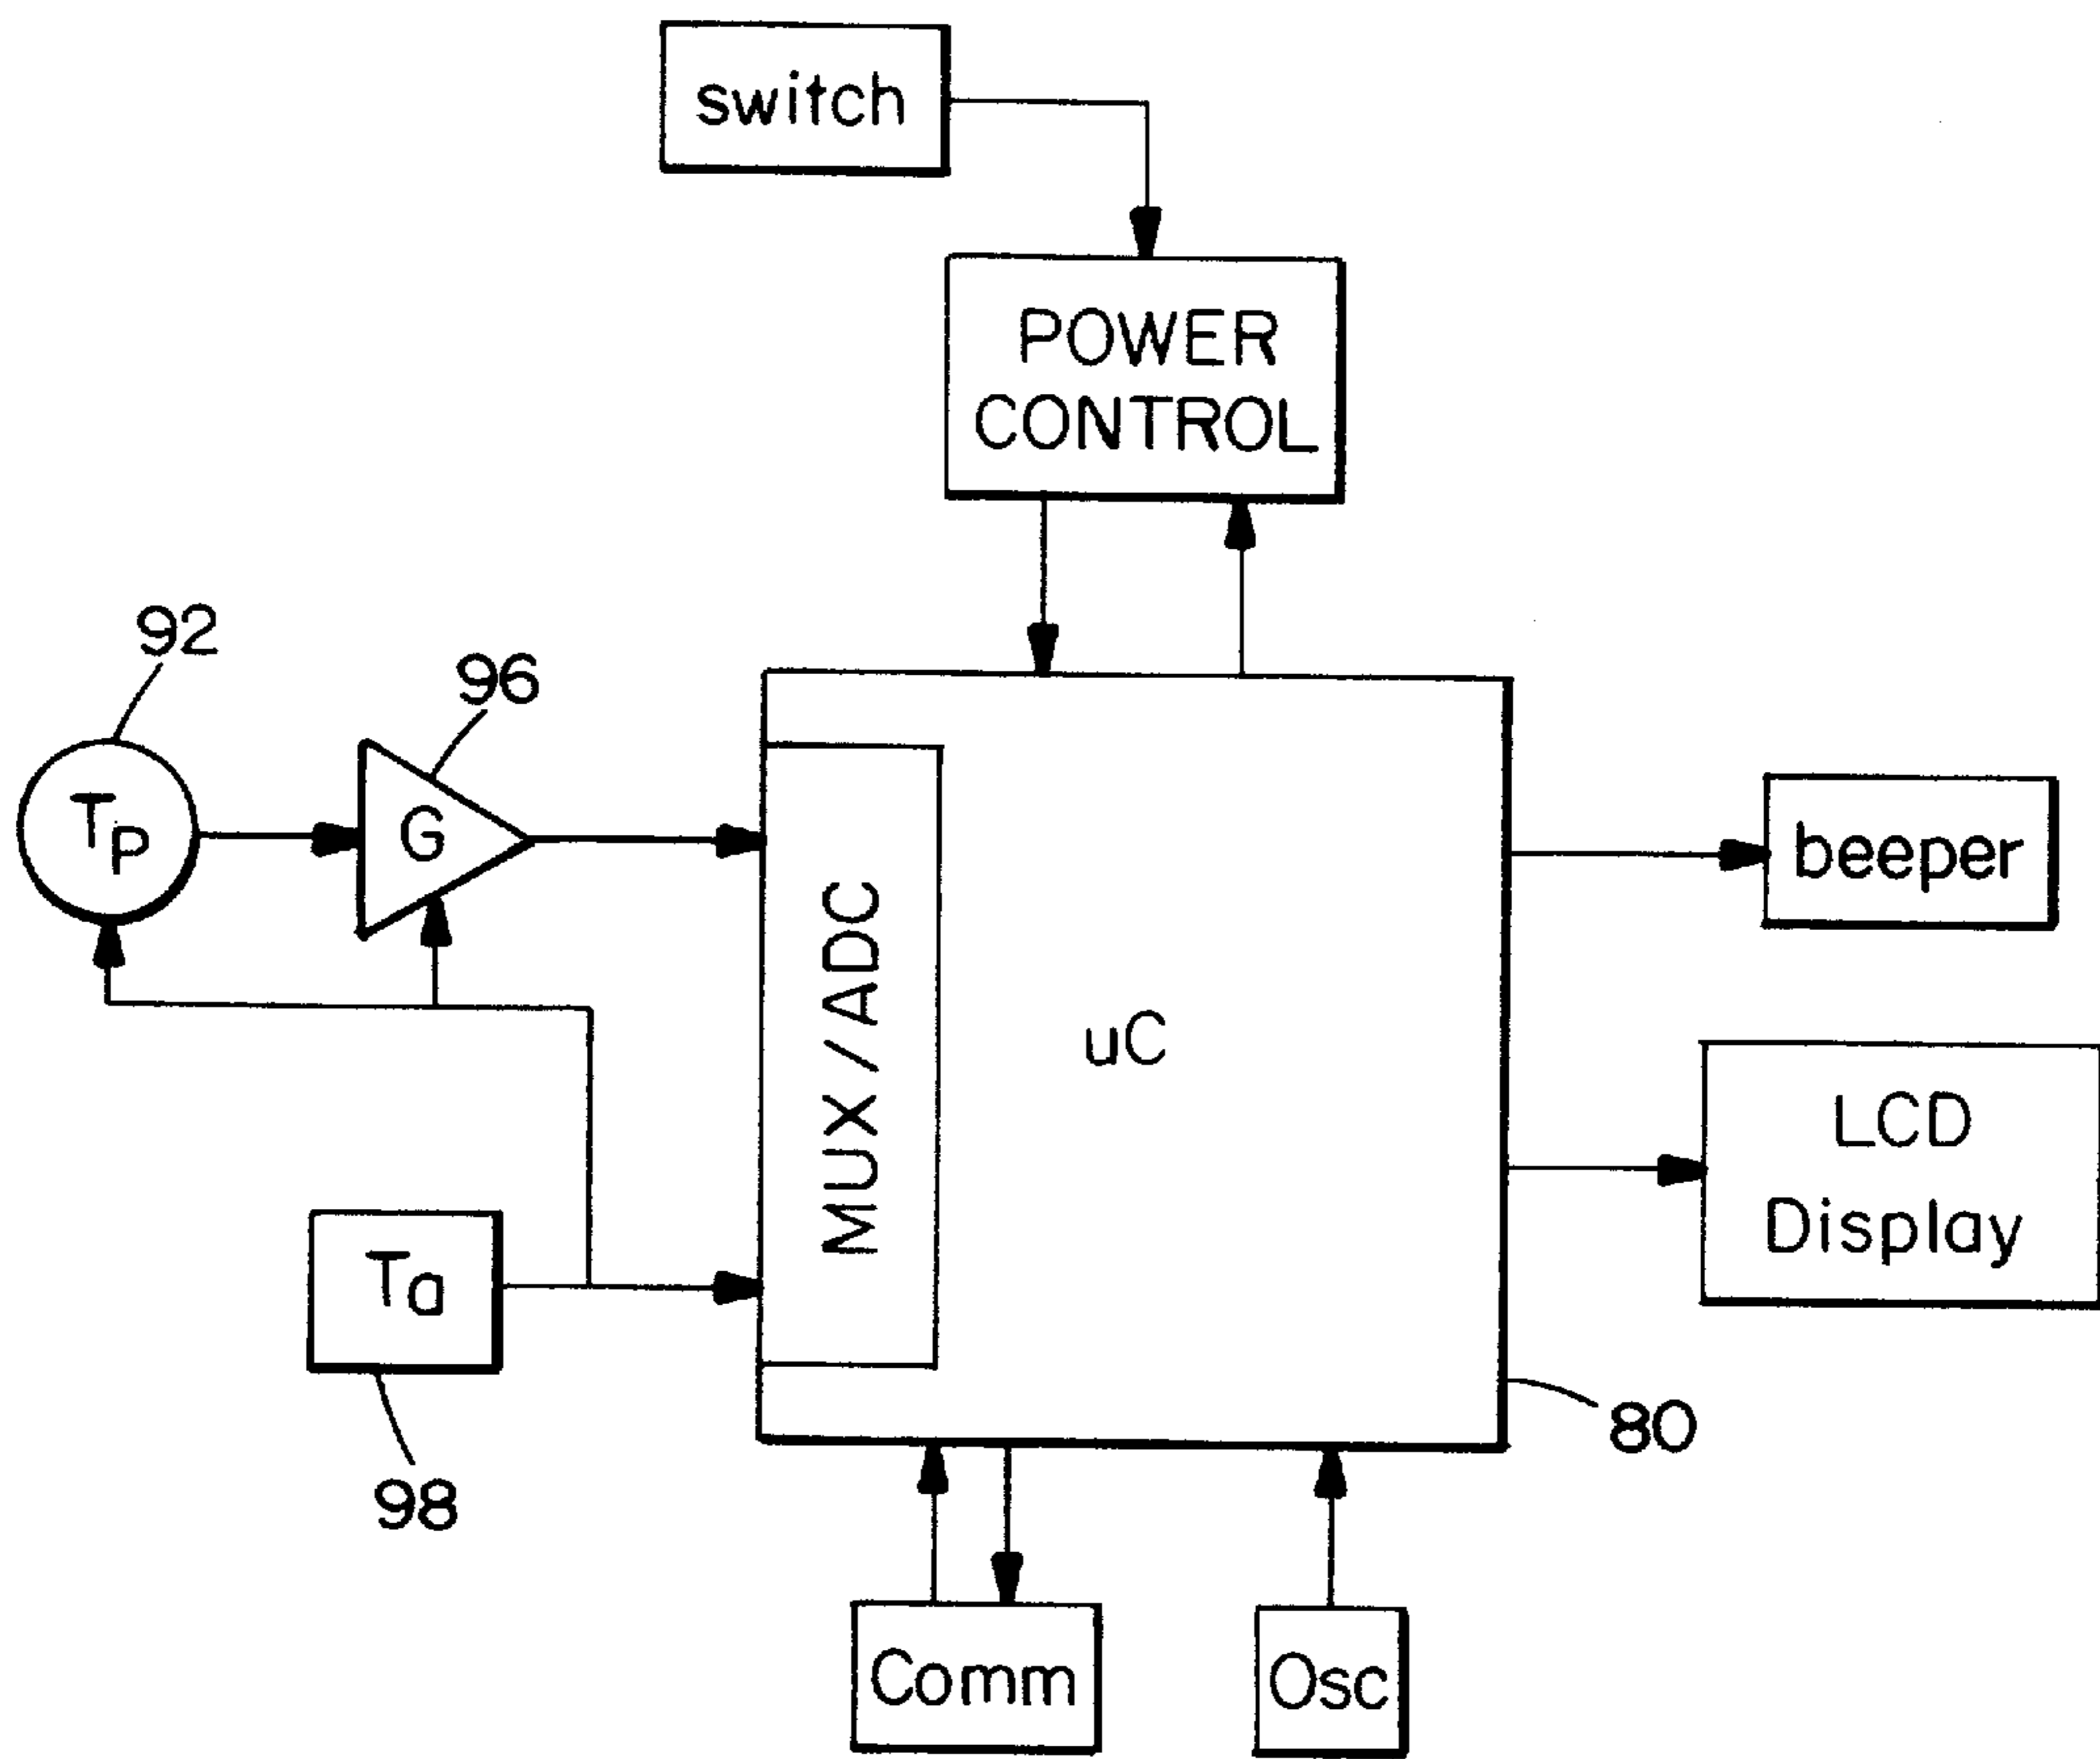 switch
POWER
CONTROL
92
96
TP
G
MUX/ADC
uC
beeper
LCD
Display
Ta
80
98
Comm
Osc